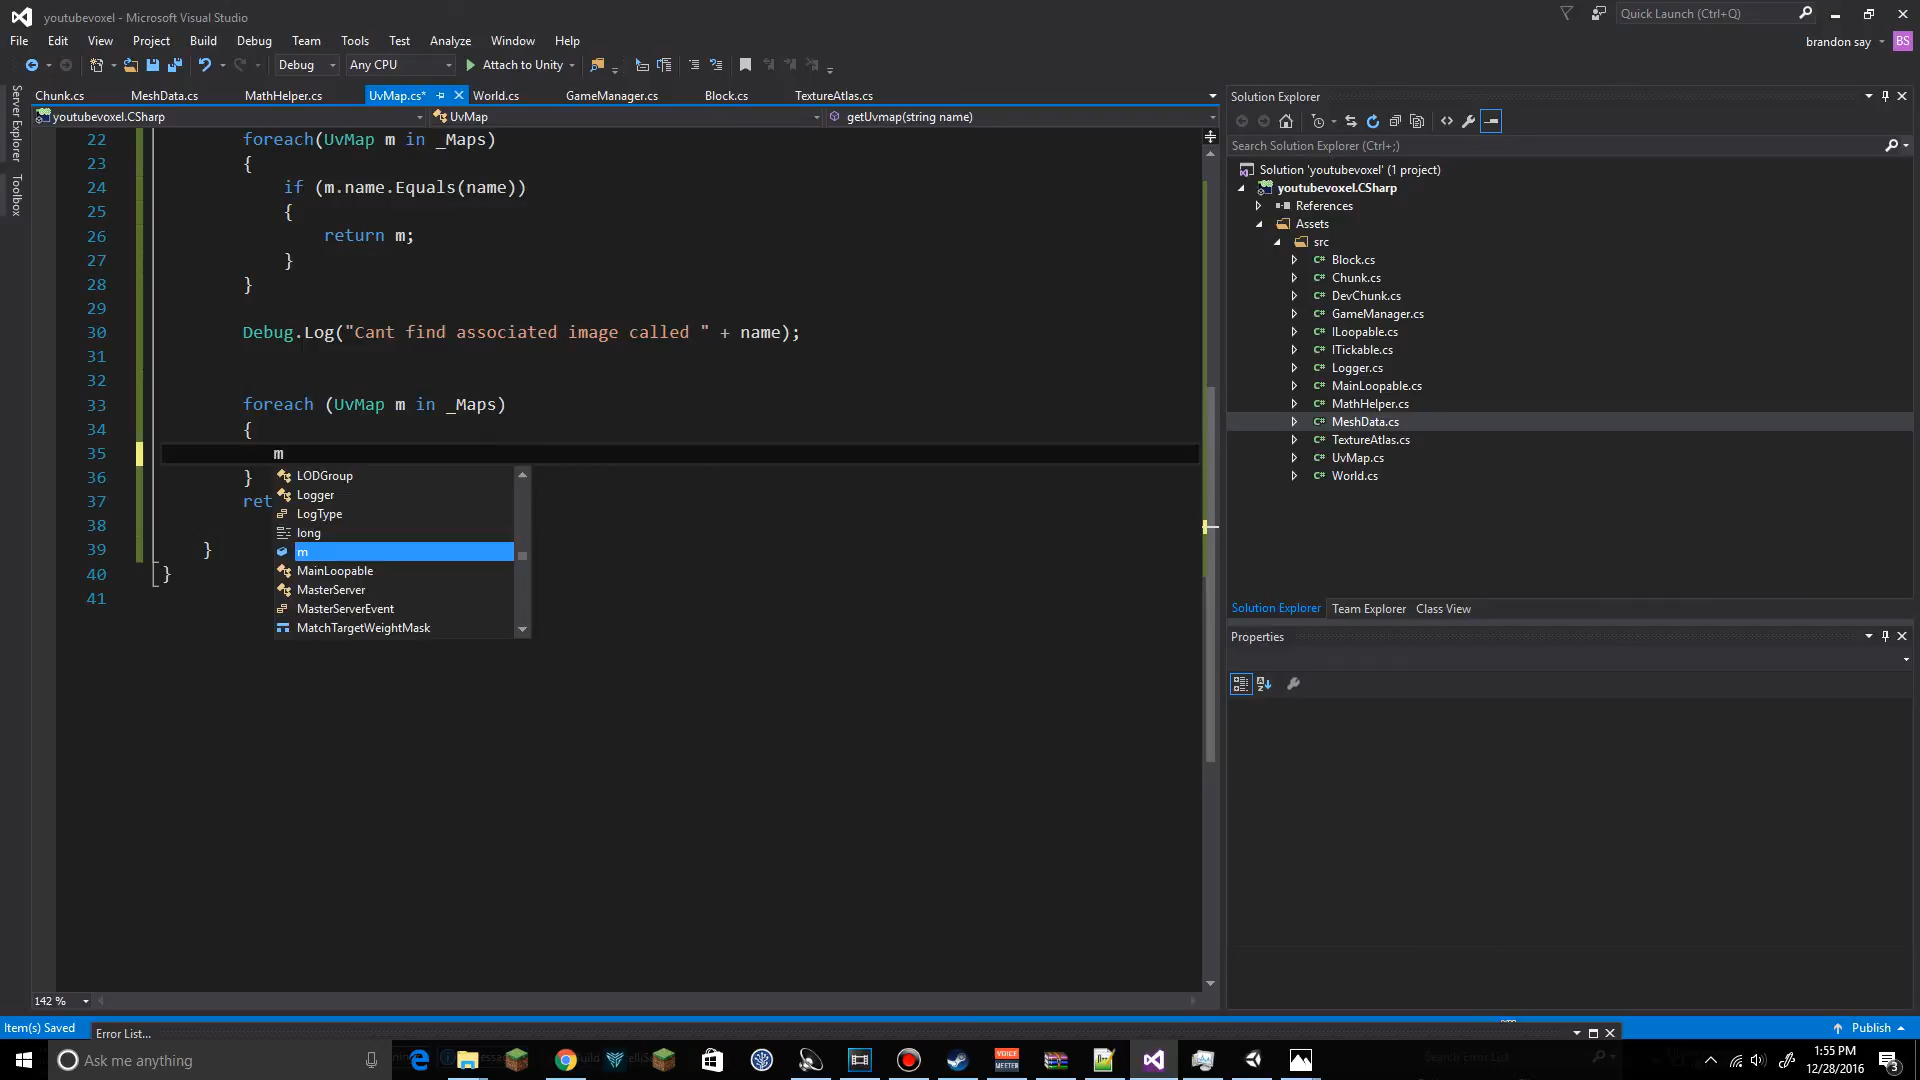 youtubevoxel - Microsoft Visual Studio
Quick Launch (Ctrl+Q)
File Edit View Project Build Debug Team Tools Test Analyze Window Help
brandon say BS
Debug Any CPU Attach to Unity
Server Explorer
Toolbox
Chunk.cs MeshData.cs MathHelper.cs UvMap.cs* World.cs GameManager.cs Block.cs TextureAtlas.cs
youtubevoxel.CSharp UvMap getUvmap(string name)
22 foreach(UvMap m in _Maps)
23 {
24 if (m.name.Equals(name))
25 {
26 return m;
27 }
28 }
29
30 Debug.Log("Cant find associated image called " + name);
31
32
33 foreach (UvMap m in _Maps)
34 {
35 m
36 }
37 ret
38
39 }
40 }
41
LODGroup
Logger
LogType
long
m
MainLoopable
MasterServer
MasterServerEvent
MatchTargetWeightMask
142 %
Solution Explorer
Search Solution Explorer (Ctrl+;)
Solution 'youtubevoxel' (1 project)
youtubevoxel.CSharp
References
Assets
src
C# Block.cs
C# Chunk.cs
C# DevChunk.cs
C# GameManager.cs
C# ILoopable.cs
C# ITickable.cs
C# Logger.cs
C# MainLoopable.cs
C# MathHelper.cs
C# MeshData.cs
C# TextureAtlas.cs
C# UvMap.cs
C# World.cs
Solution Explorer Team Explorer Class View
Properties
Item(s) Saved
Error List...
Publish
Ask me anything
VOICE MEETER
Search Error List
1:55 PM
12/28/2016
3